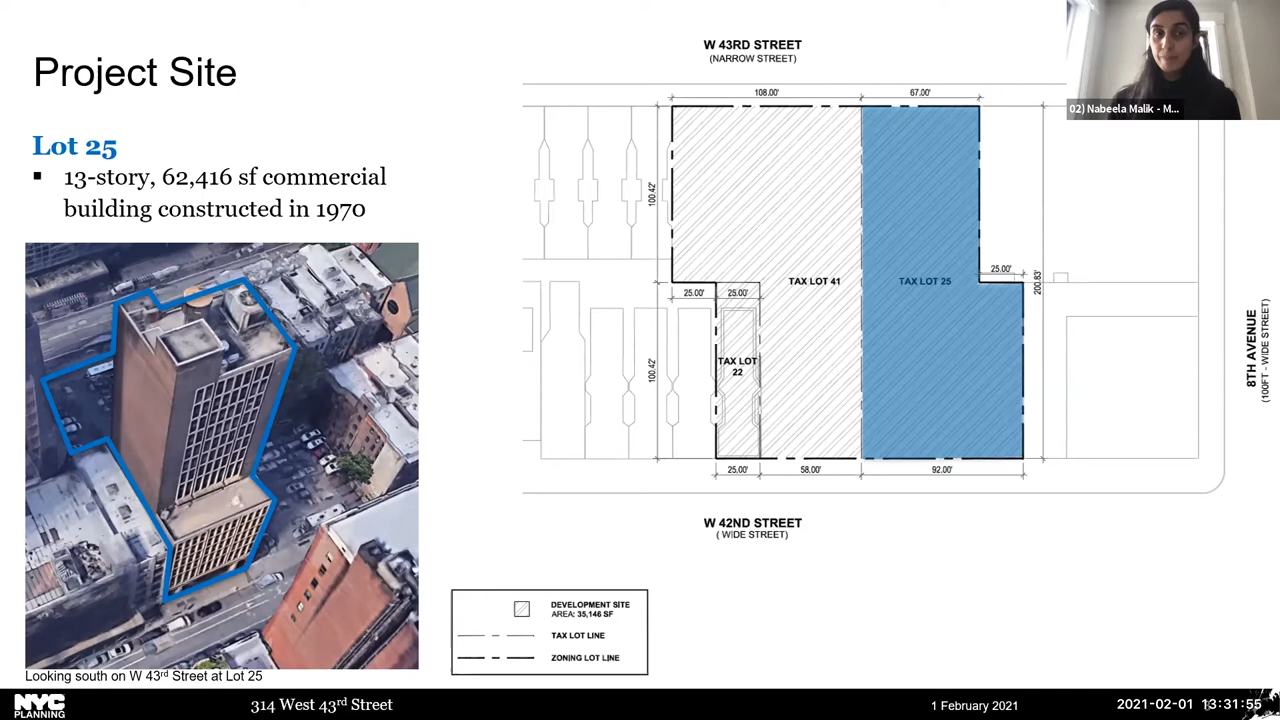 Project Site
Lot 25
▪ 13-story, 62,416 sf commercial
building constructed in 1970
Looking south on W 43rd Street at Lot 25
W 43RD STREET
(NARROW STREET)
108.00'
67.00'
100.42'
25.00'
25.00'
25.00'
200.83'
TAX LOT 41
TAX LOT 25
TAX LOT
22
100.42'
25.00'
58.00'
92.00'
W 42ND STREET
( WIDE STREET)
8TH AVENUE
(100FT - WIDE STREET)
DEVELOPMENT SITE
AREA: 35,146 SF
TAX LOT LINE
ZONING LOT LINE
02) Nabeela Malik - M...
NYC
PLANNING
314 West 43rd Street
1 February 2021
2021-02-01 13:31:55